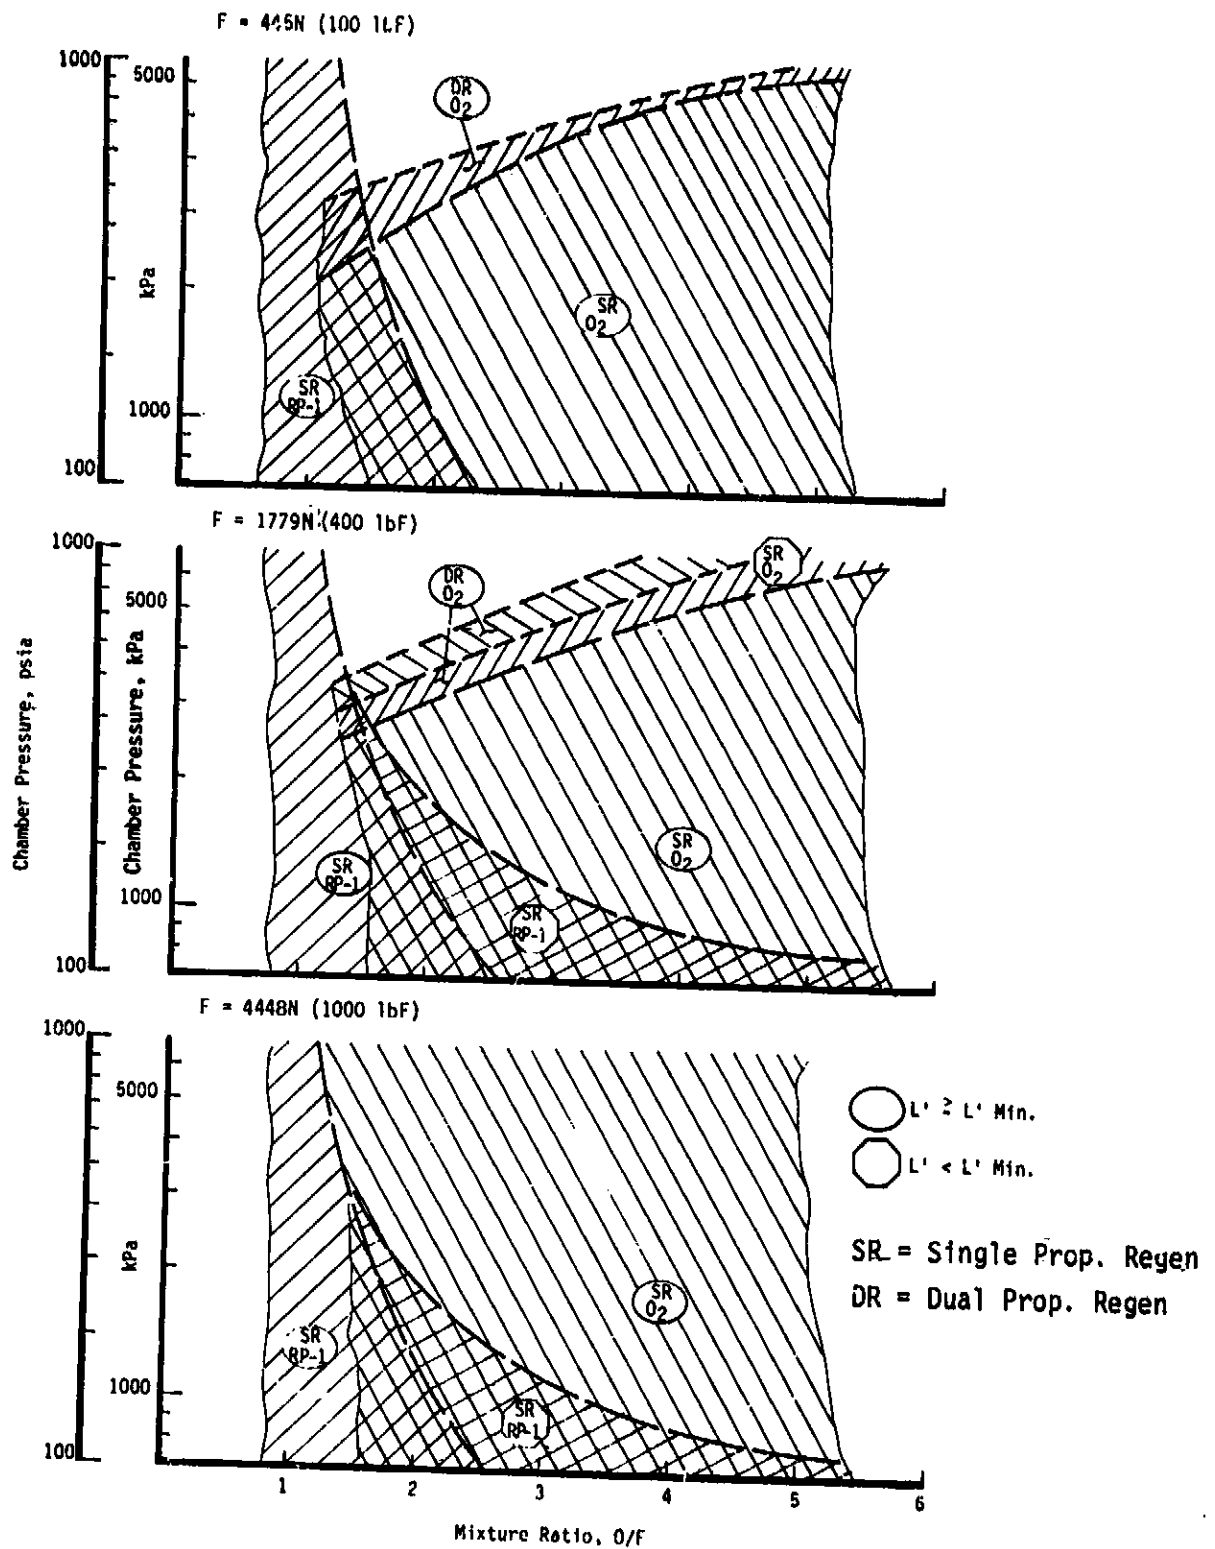 F = 445N (100 lbF)
1000
5000
DR
O2
kPa
SR
O2
SR
RP-1
1000
100
F = 1779N (400 lbF)
1000
SR
O2
DR
O2
5000
Chamber Pressure, psia
Chamber Pressure, kPa
SR
O2
SR
RP-1
1000
SR
RP-1
100
F = 4448N (1000 lbF)
1000
5000
L' ≥ L' Min.
L' < L' Min.
kPa
SR = Single Prop. Regen
DR = Dual Prop. Regen
SR
O2
SR
RP-1
1000
SR
RP-1
100
1 2 3 4 5 6
Mixture Ratio, O/F